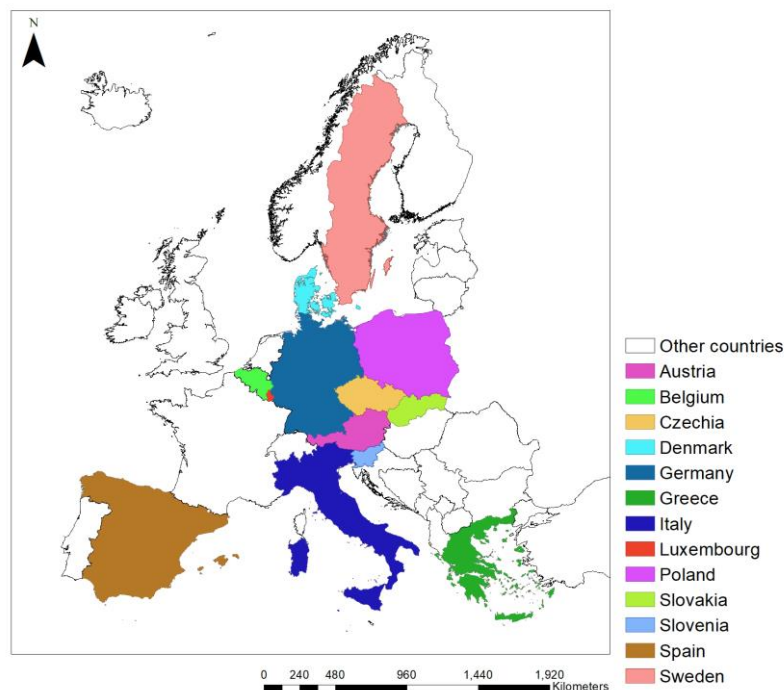 N
Other countries
Austria
Belgium
Czechia
Denmark
Germany
Greece
Italy
Luxembourg
Poland
Slovakia
Slovenia
Spain
Sweden
0 240 480 960 1,440 1,920
Kilometers